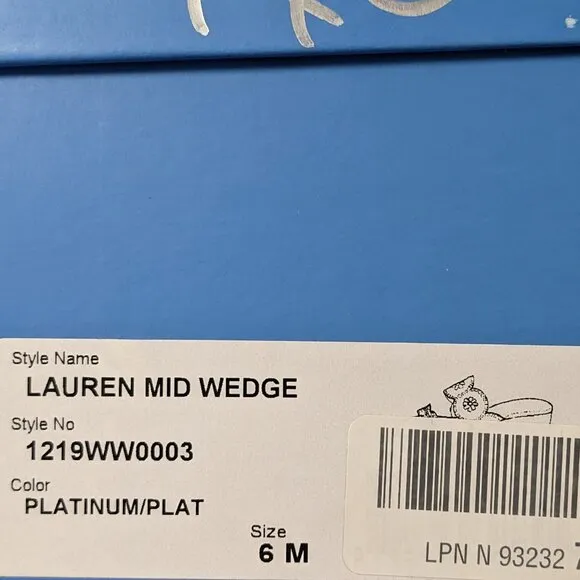 Style Name
LAUREN MID WEDGE
Style No
1219WW0003
Color
PLATINUM/PLAT
Size
6 M
LPN N 93232